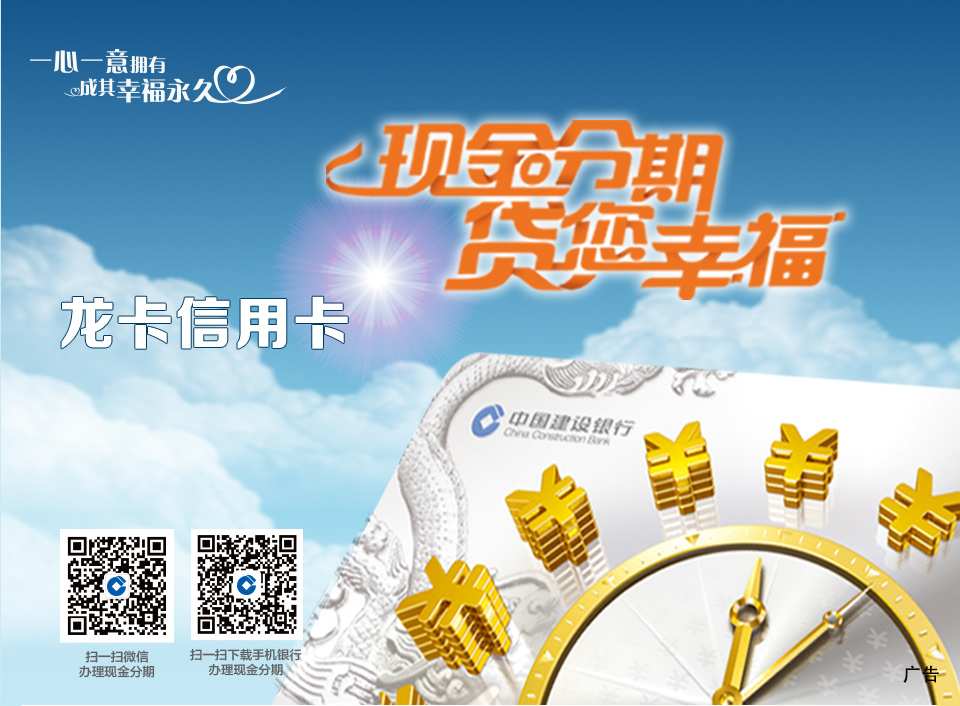 一心一意拥有
成其幸福永久
现金分期
贷您幸福
龙卡信用卡
中国建设银行
China Construction Bank
扫一扫微信
办理现金分期
扫一扫下载手机银行
办理现金分期
广告